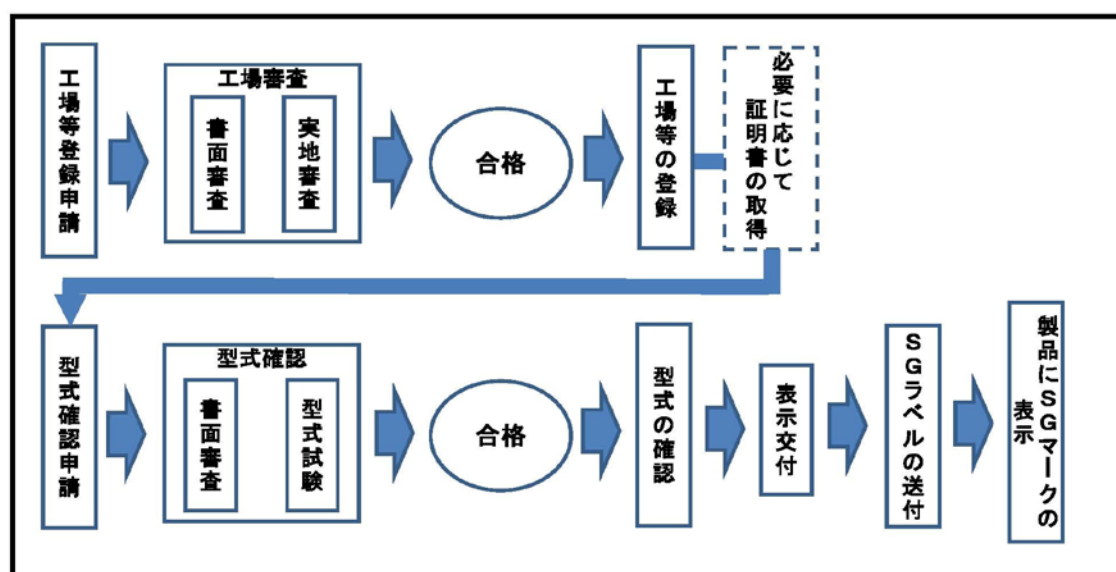 工場等登録申請
工場審査
書面審査
実地審査
合格
工場等の登録
必要に応じて
証明書の取得
型式確認申請
型式確認
書面審査
型式試験
合格
型式の確認
表示交付
SGラベルの送付
製品にSGマークの
表示